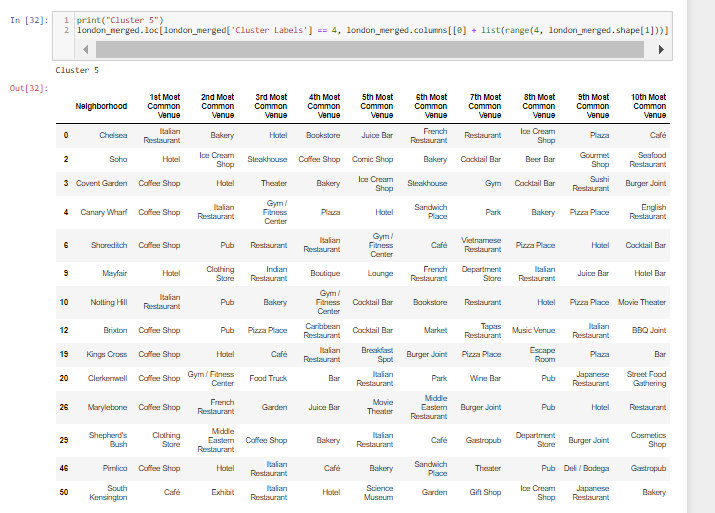 In [32]: 1 print("Cluster 5")
2 london_merged.loc[london_merged['Cluster Labels'] == 4, london_merged.columns[[0] + list(range(4, london_merged.shape[1]))]
Cluster 5
Out[32]:
Neighborhood 1st Most Common Venue 2nd Most Common Venue 3rd Most Common Venue 4th Most Common Venue 5th Most Common Venue 6th Most Common Venue 7th Most Common Venue 8th Most Common Venue 9th Most Common Venue 10th Most Common Venue
0 Chelsea Italian Restaurant Bakery Hotel Bookstore Juice Bar French Restaurant Restaurant Ice Cream Shop Plaza Café
2 Soho Hotel Ice Cream Shop Steakhouse Coffee Shop Comic Shop Bakery Cocktail Bar Beer Bar Gourmet Shop Seafood Restaurant
3 Covent Garden Coffee Shop Hotel Theater Bakery Ice Cream Shop Steakhouse Gym Cocktail Bar Sushi Restaurant Burger Joint
4 Canary Wharf Coffee Shop Italian Restaurant Gym / Fitness Center Plaza Hotel Sandwich Place Park Bakery Pizza Place English Restaurant
6 Shoreditch Coffee Shop Pub Restaurant Italian Restaurant Gym / Fitness Center Café Vietnamese Restaurant Pizza Place Hotel Cocktail Bar
9 Mayfair Hotel Clothing Store Indian Restaurant Boutique Lounge French Restaurant Department Store Italian Restaurant Juice Bar Hotel Bar
10 Notting Hill Italian Restaurant Pub Bakery Gym / Fitness Center Cocktail Bar Bookstore Restaurant Hotel Pizza Place Movie Theater
12 Brixton Coffee Shop Pub Pizza Place Caribbean Restaurant Cocktail Bar Market Tapas Restaurant Music Venue Italian Restaurant BBQ Joint
19 Kings Cross Coffee Shop Hotel Café Italian Restaurant Breakfast Spot Burger Joint Pizza Place Escape Room Plaza Bar
20 Clerkenwell Coffee Shop Gym / Fitness Center Food Truck Bar Italian Restaurant Park Wine Bar Pub Japanese Restaurant Street Food Gathering
26 Marylebone Coffee Shop French Restaurant Garden Juice Bar Movie Theater Middle Eastern Restaurant Burger Joint Pub Hotel Restaurant
29 Shepherd's Bush Clothing Store Middle Eastern Restaurant Coffee Shop Bakery Italian Restaurant Café Gastropub Department Store Burger Joint Cosmetics Shop
46 Pimlico Coffee Shop Hotel Italian Restaurant Café Bakery Sandwich Place Theater Pub Deli / Bodega Gastropub
50 South Kensington Café Exhibit Italian Restaurant Hotel Science Museum Garden Gift Shop Ice Cream Shop Japanese Restaurant Bakery